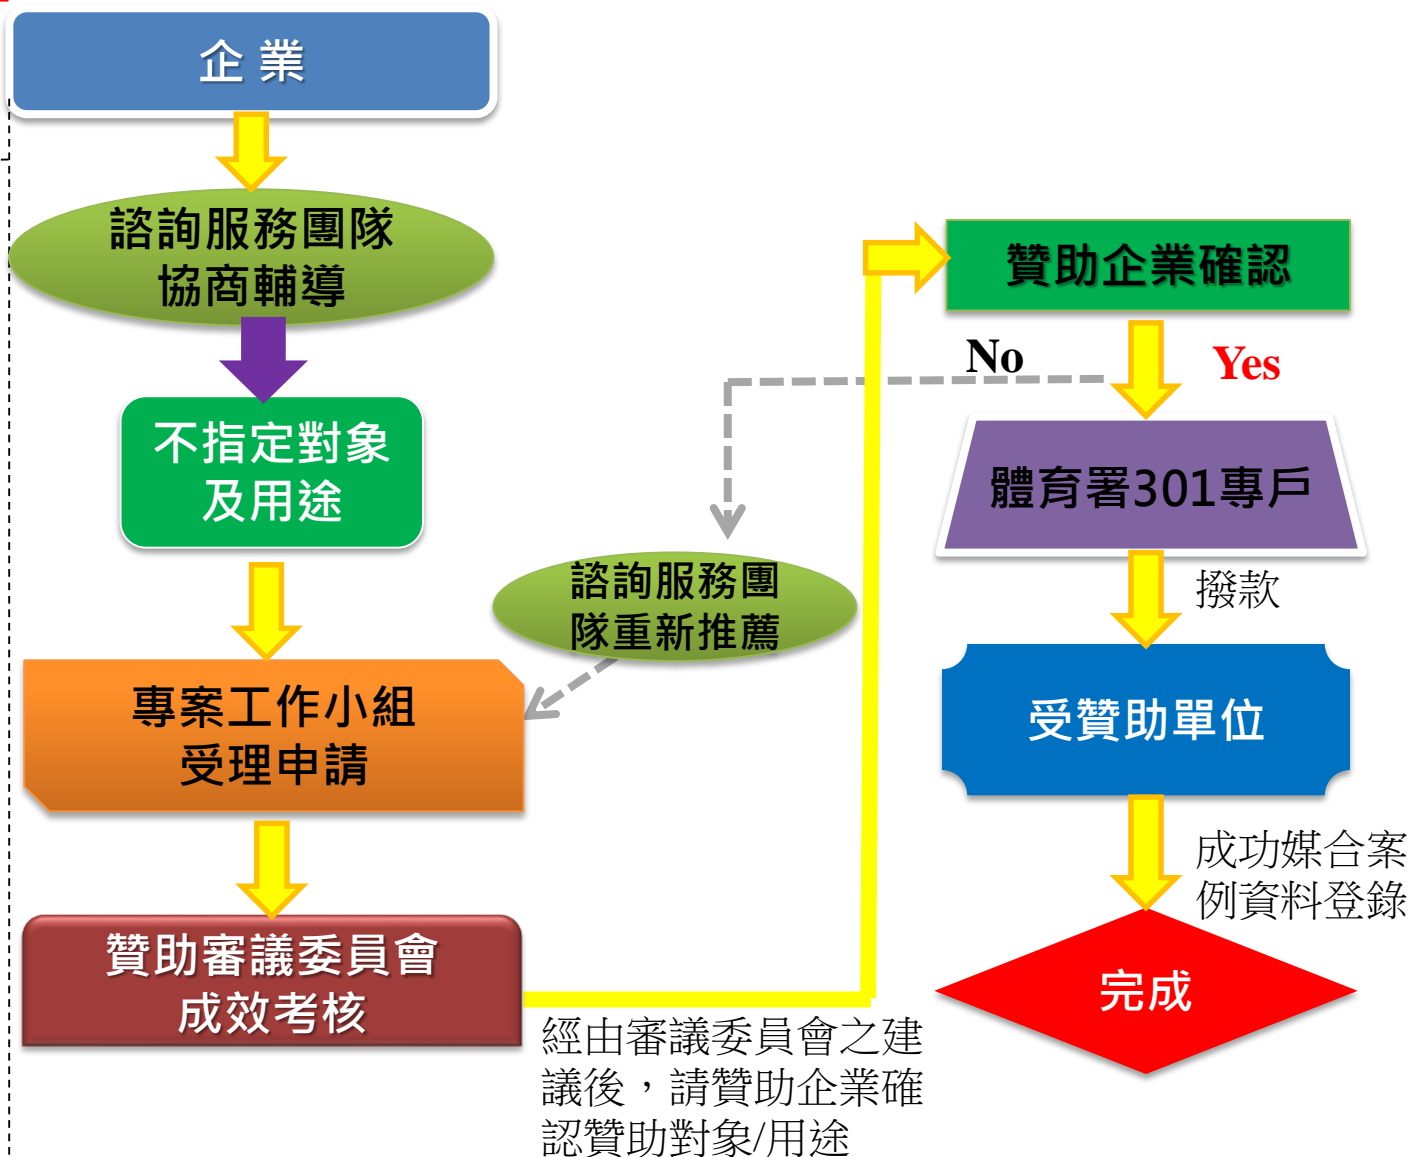 企業
諮詢服務團隊
協商輔導
不指定對象
及用途
專案工作小組
受理申請
贊助審議委員會
成效考核
經由審議委員會之建
議後，請贊助企業確
認贊助對象/用途
諮詢服務團
隊重新推薦
贊助企業確認
No
Yes
體育署301專戶
撥款
受贊助單位
成功媒合案
例資料登錄
完成